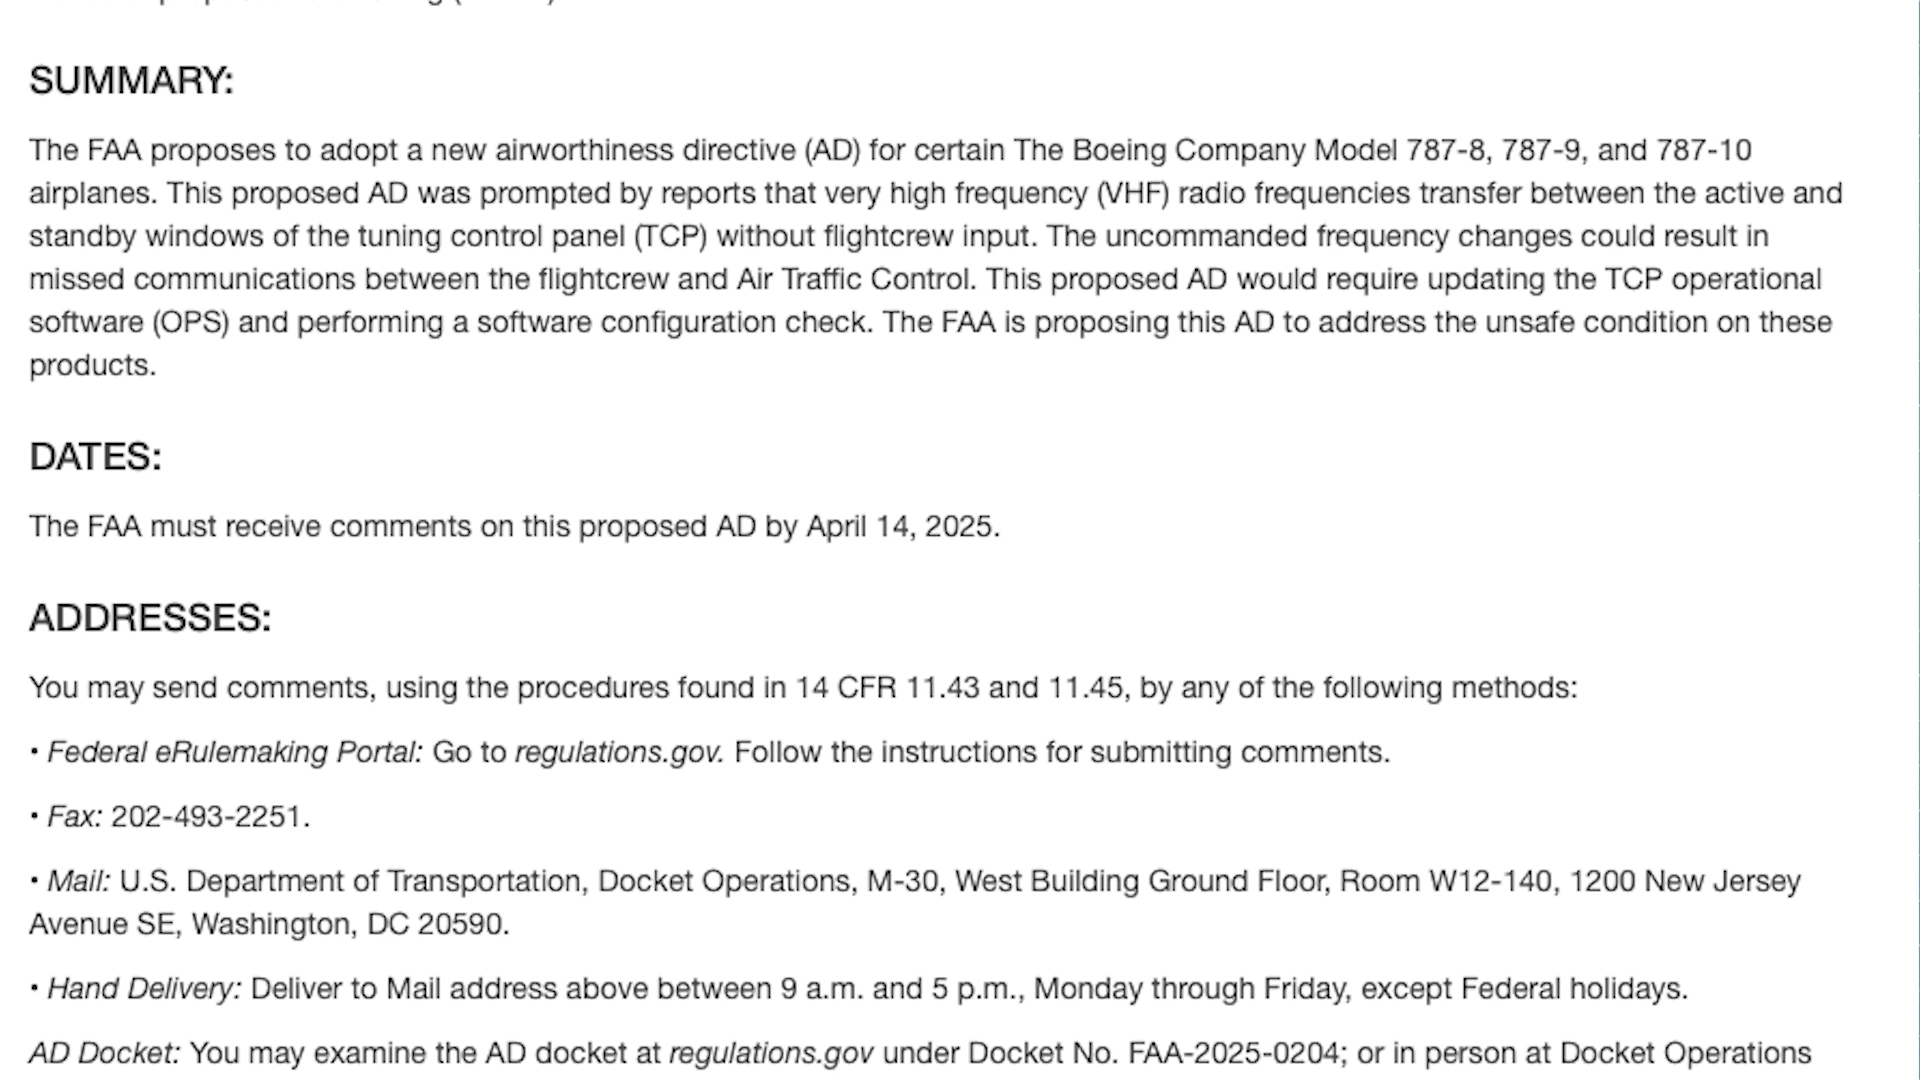 SUMMARY:
The FAA proposes to adopt a new airworthiness directive (AD) for certain The Boeing Company Model 787-8, 787-9, and 787-10
airplanes. This proposed AD was prompted by reports that very high frequency (VHF) radio frequencies transfer between the active and
standby windows of the tuning control panel (TCP) without flightcrew input. The uncommanded frequency changes could result in
missed communications between the flightcrew and Air Traffic Control. This proposed AD would require updating the TCP operational
software (OPS) and performing a software configuration check. The FAA is proposing this AD to address the unsafe condition on these
products.
DATES:
The FAA must receive comments on this proposed AD by April 14, 2025.
ADDRESSES:
You may send comments, using the procedures found in 14 CFR 11.43 and 11.45, by any of the following methods:
• Federal eRulemaking Portal: Go to regulations.gov. Follow the instructions for submitting comments.
• Fax: 202-493-2251.
• Mail: U.S. Department of Transportation, Docket Operations, M-30, West Building Ground Floor, Room W12-140, 1200 New Jersey
Avenue SE, Washington, DC 20590.
• Hand Delivery: Deliver to Mail address above between 9 a.m. and 5 p.m., Monday through Friday, except Federal holidays.
AD Docket: You may examine the AD docket at regulations.gov under Docket No. FAA-2025-0204; or in person at Docket Operations